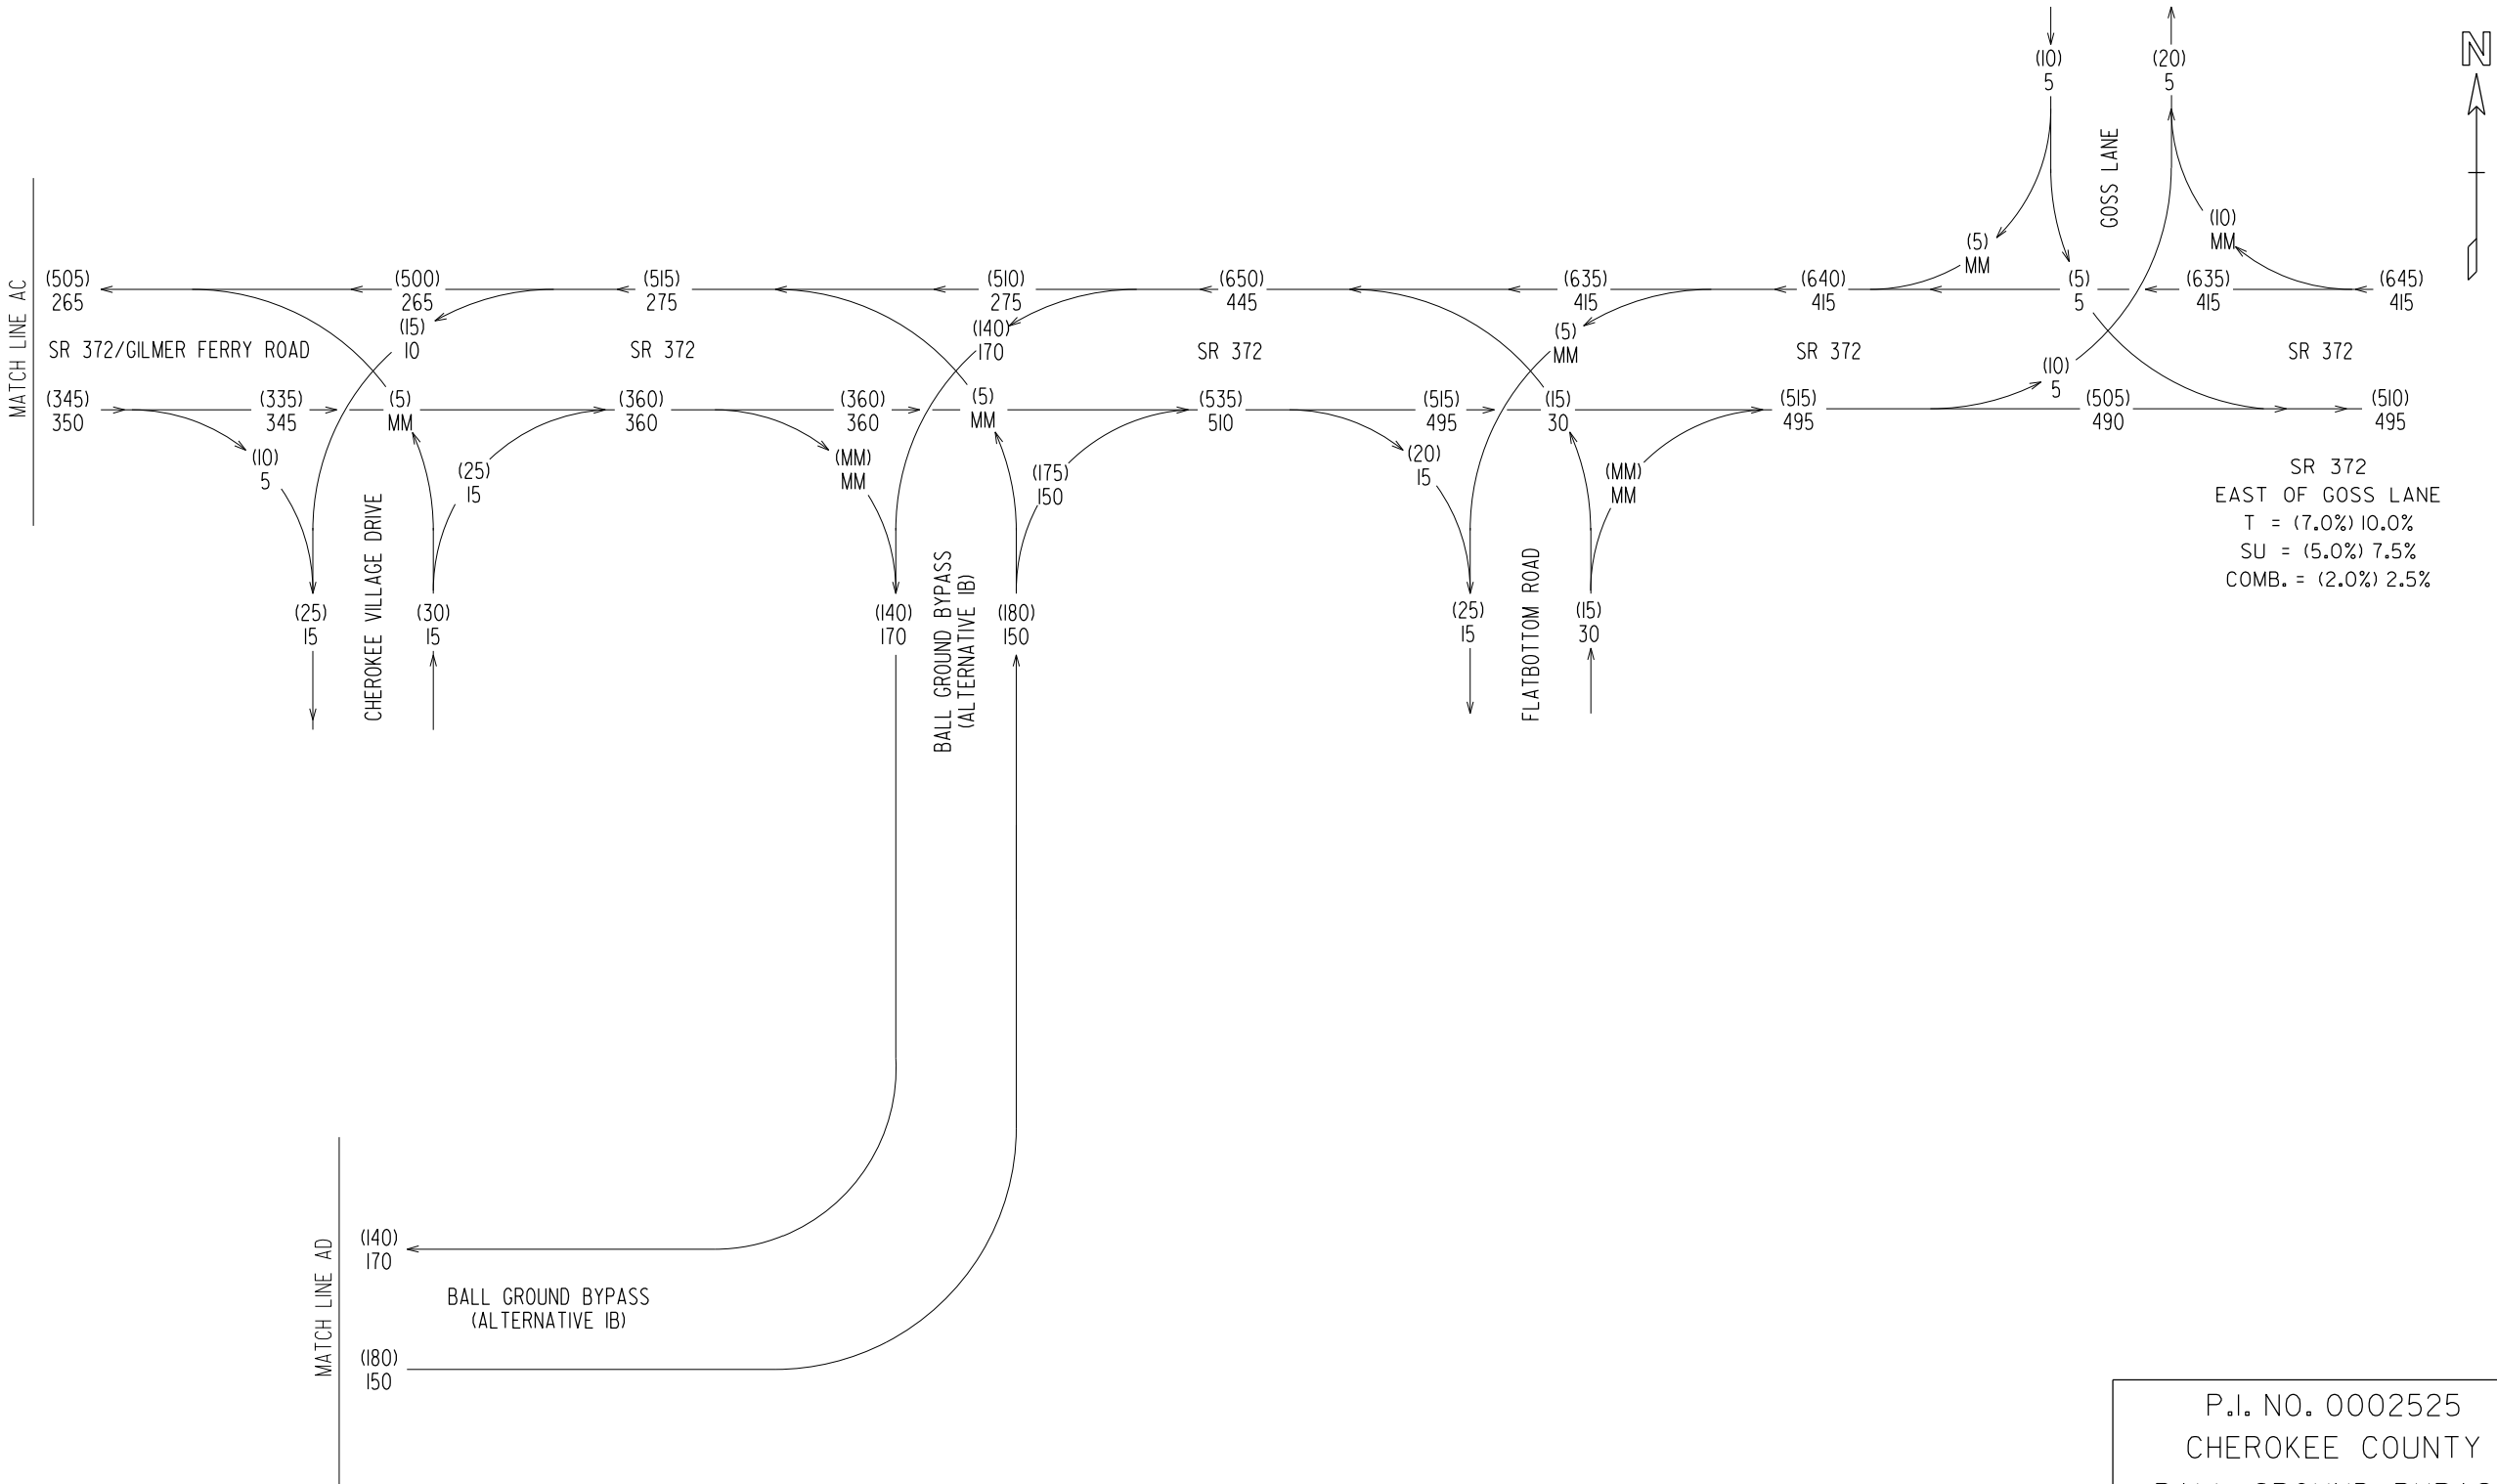 (10)
5
(20)
5
N
GOSS LANE
(10)
MM
(5)
MM
MATCH LINE AC
(505)
265
(500)
265
(515)
275
(510)
275
(650)
445
(635)
415
(640)
415
(5)
5
(635)
415
(645)
415
(15)
10
(140)
170
(5)
MM
SR 372/GILMER FERRY ROAD
SR 372
SR 372
SR 372
SR 372
(10)
5
(345)
350
(335)
345
(5)
MM
(360)
360
(360)
360
(5)
MM
(535)
510
(515)
495
(15)
30
(515)
495
(505)
490
(510)
495
(10)
5
(25)
15
(MM)
MM
(175)
150
(20)
15
(MM)
MM
SR 372
EAST OF GOSS LANE
T = (7.0%) 10.0%
SU = (5.0%) 7.5%
COMB. = (2.0%) 2.5%
CHEROKEE VILLAGE DRIVE
BALL GROUND BYPASS
(ALTERNATIVE IB)
FLATBOTTOM ROAD
(25)
15
(30)
15
(140)
170
(180)
150
(25)
15
(15)
30
MATCH LINE AD
(140)
170
BALL GROUND BYPASS
(ALTERNATIVE IB)
(180)
150
P.I. NO. 0002525
CHEROKEE COUNTY